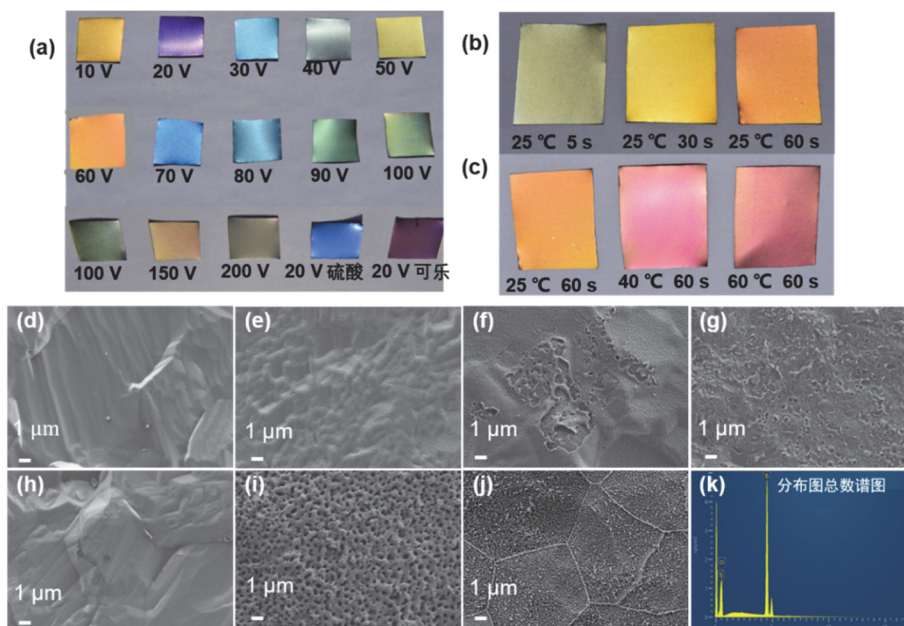 (a)
10 V 20 V 30 V 40 V 50 V
60 V 70 V 80 V 90 V 100 V
100 V 150 V 200 V 20 V 硫酸 20 V 可乐
(b)
25 ℃ 5 s 25 ℃ 30 s 25 ℃ 60 s
(c)
25 ℃ 60 s 40 ℃ 60 s 60 ℃ 60 s
(d) (e) (f) (g)
1 μm 1 μm 1 μm 1 μm
(h) (i) (j) (k) 分布图总数谱图
1 μm 1 μm 1 μm